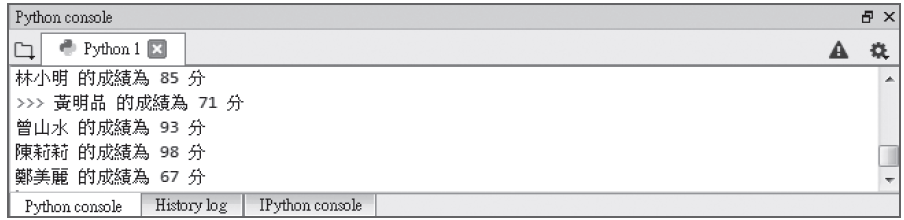 Python console
Python 1
林小明 的成績為 85 分
>>> 黃明品 的成績為 71 分
曾山水 的成績為 93 分
陳莉莉 的成績為 98 分
鄭美麗 的成績為 67 分
Python console History log IPython console